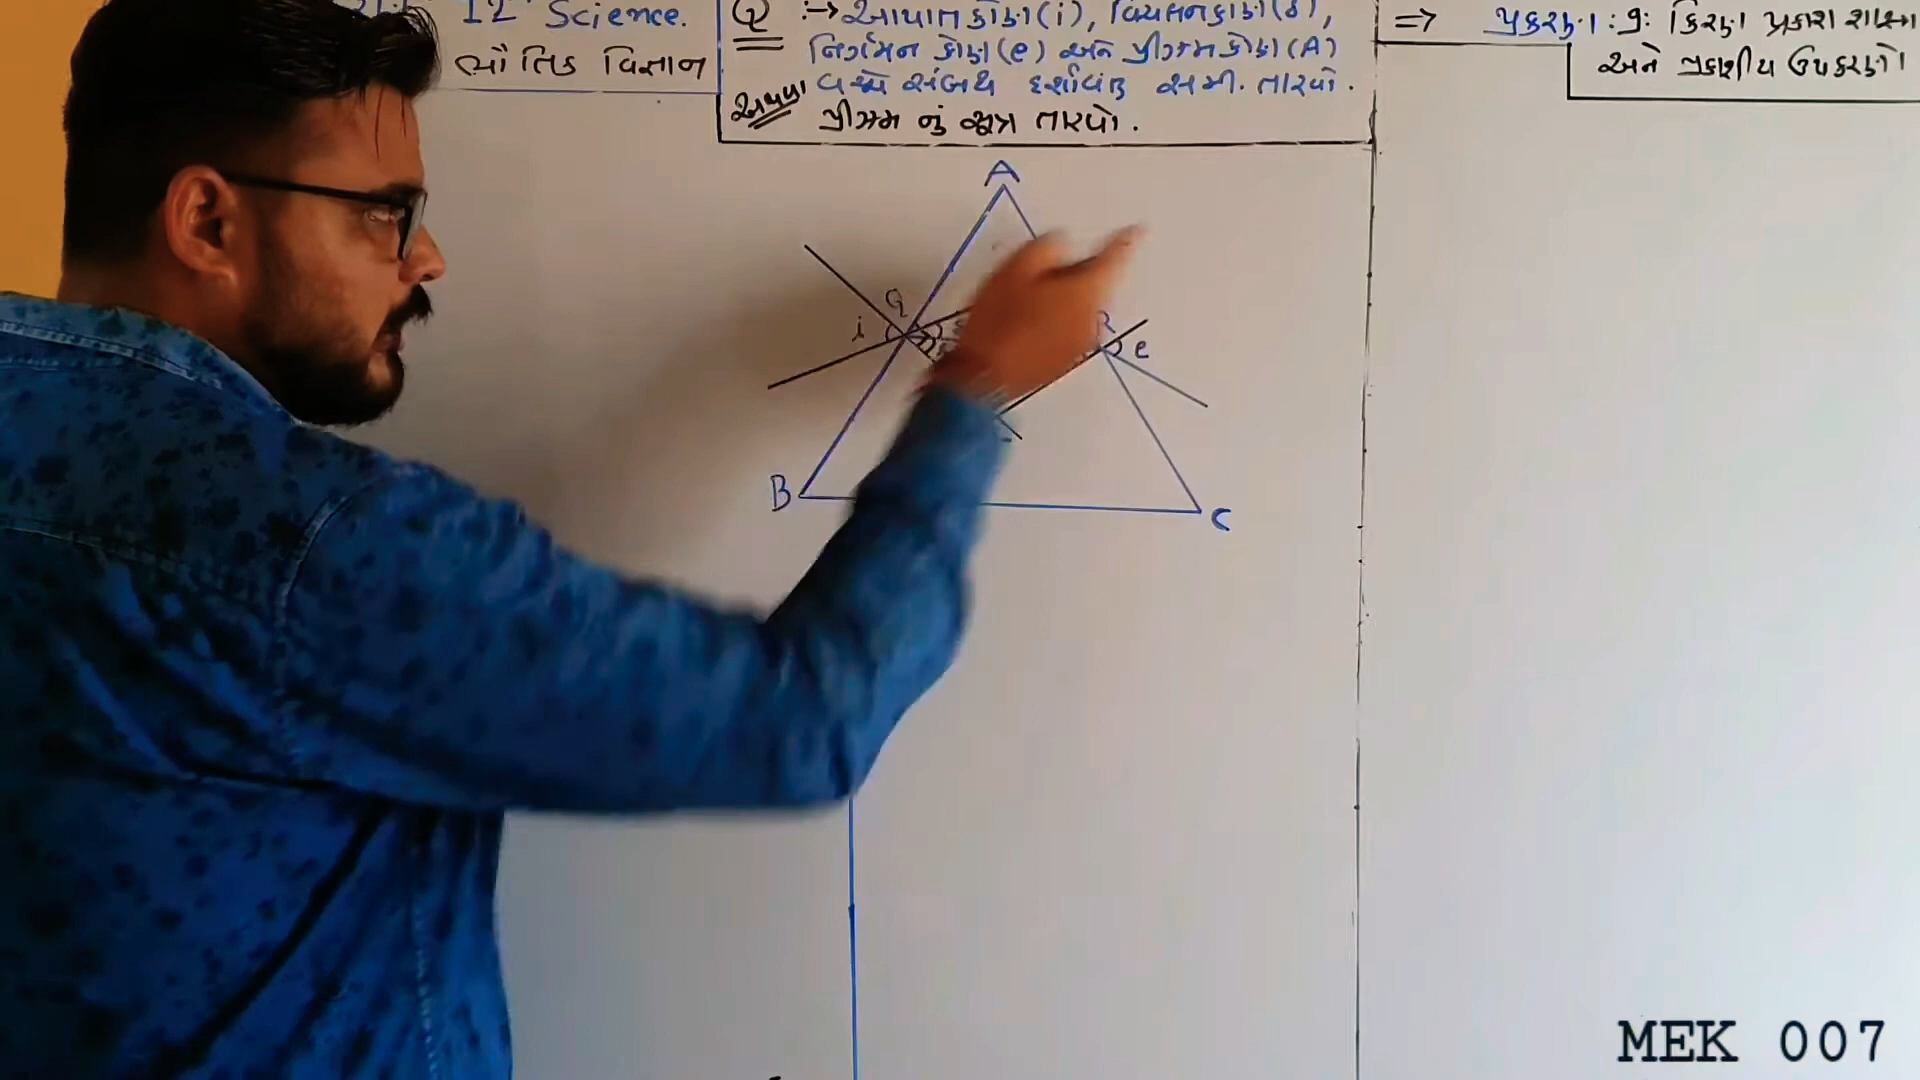 12 Science.
ભૌતિક વિજ્ઞાન
Q :→ આપાતકોણ (i), વિચલનકોણ (δ),
નિર્ગમન કોણ (e) અને પ્રીઝમકોણ (A)
વચ્ચે સંબંધ દર્શાવતુ સમી. તારવો.
અથવા પ્રીઝમ નું સૂત્ર તારવો.
=> પ્રકરણ : 9: કિરણ પ્રકાશ શાસ્ત્ર
અને પ્રકાશીય ઉપકરણો
A
Q
i
R
e
B
C
MEK 007